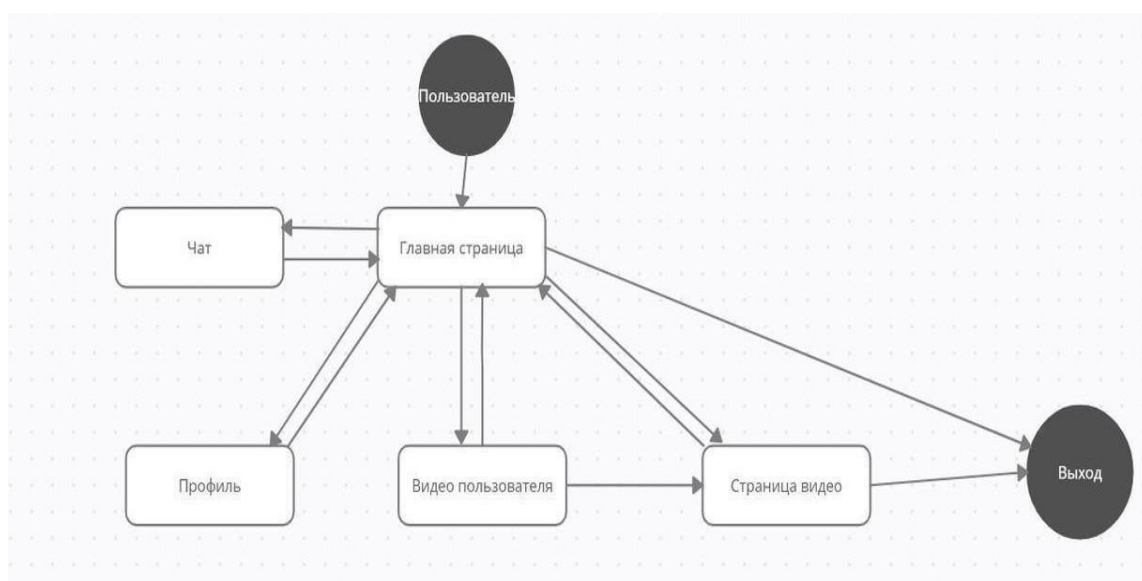 Пользователь
Чат
Главная страница
Профиль
Видео пользователя
Страница видео
Выход